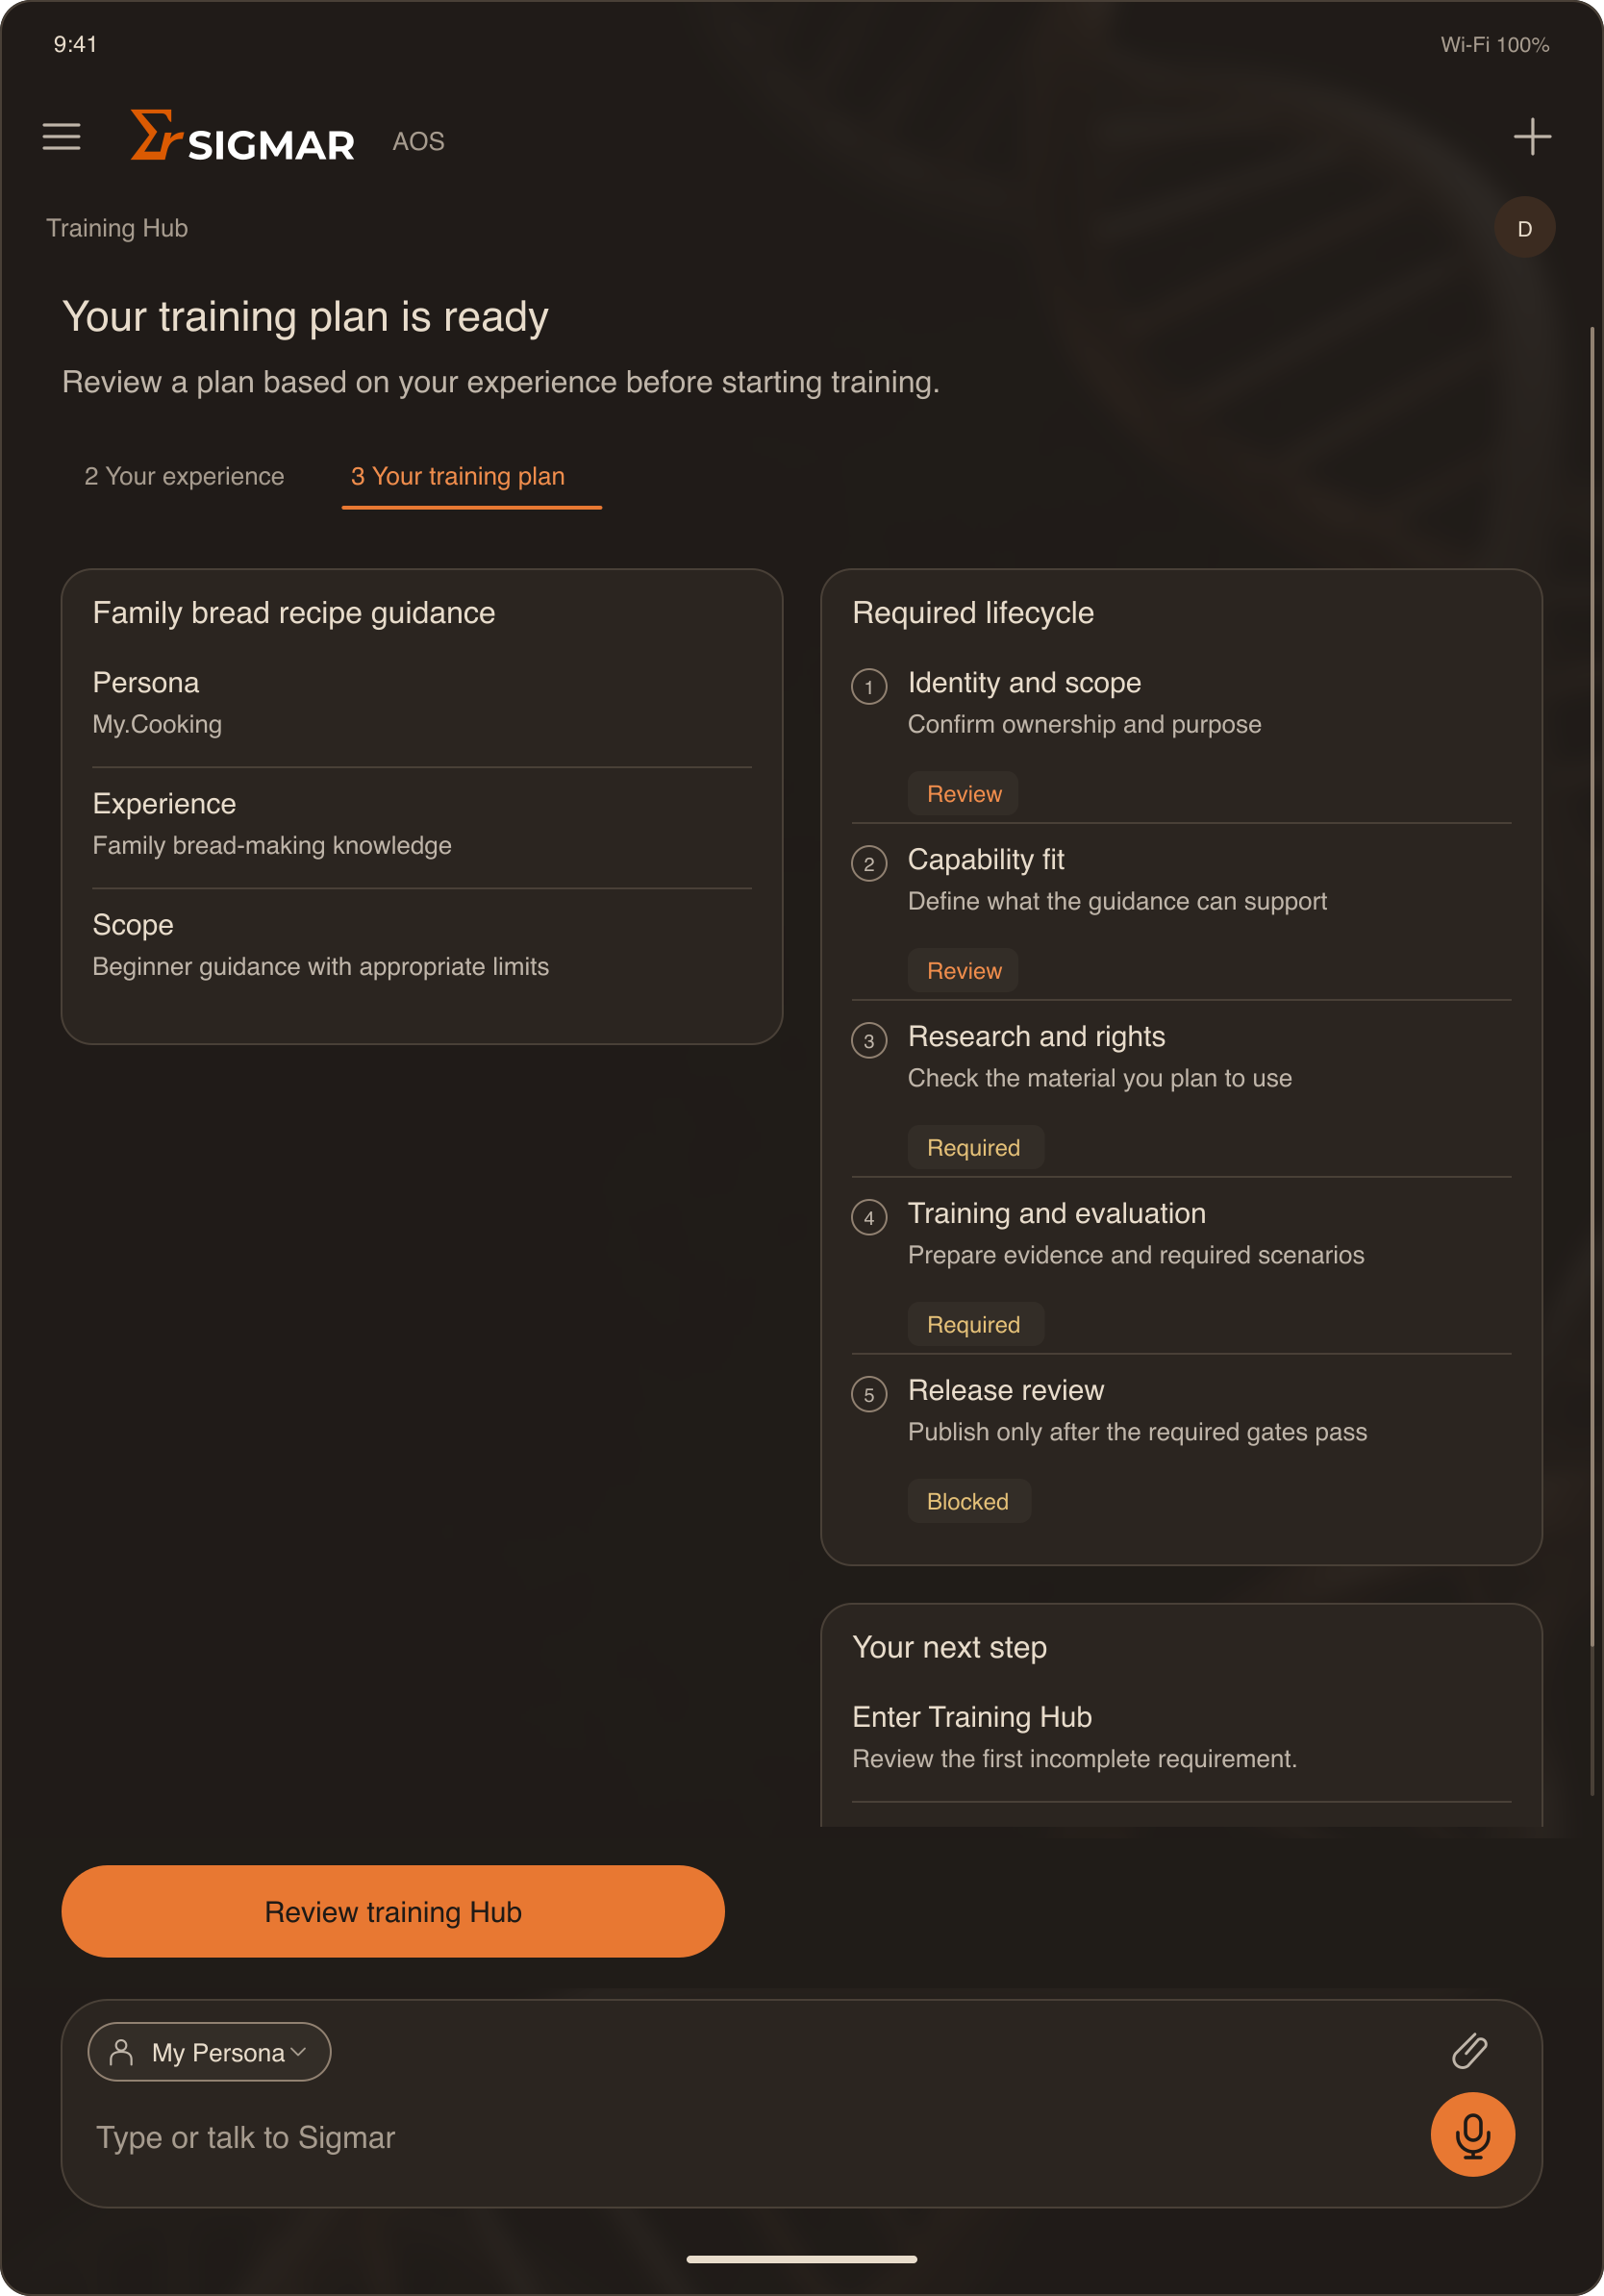 9:41
Wi-Fi 100%
Σr SIGMAR AOS
Training Hub
D
Your training plan is ready
Review a plan based on your experience before starting training.
2 Your experience
3 Your training plan
Family bread recipe guidance
Persona
My.Cooking
Experience
Family bread-making knowledge
Scope
Beginner guidance with appropriate limits
Required lifecycle
1 Identity and scope
Confirm ownership and purpose
Review
2 Capability fit
Define what the guidance can support
Review
3 Research and rights
Check the material you plan to use
Required
4 Training and evaluation
Prepare evidence and required scenarios
Required
5 Release review
Publish only after the required gates pass
Blocked
Your next step
Enter Training Hub
Review the first incomplete requirement.
Review training Hub
My Persona
Type or talk to Sigmar